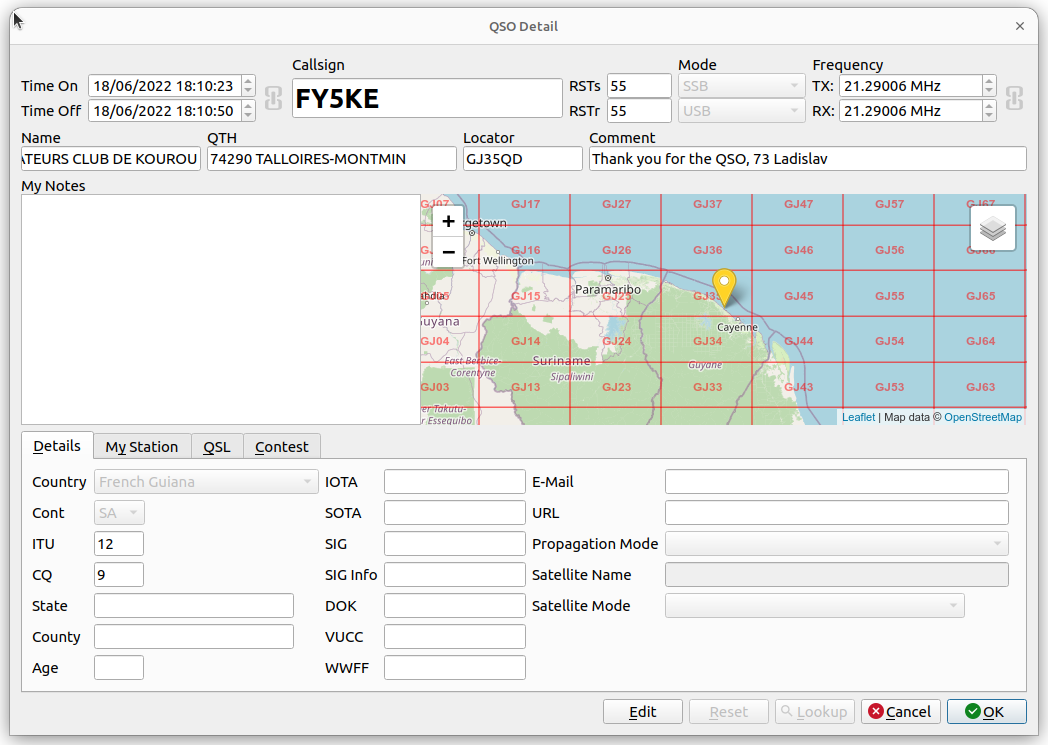 QSO Detail
Callsign
Mode
Frequency
Time On 18/06/2022 18:10:23
FY5KE
RSTs 55
SSB
TX: 21.29006 MHz
Time Off 18/06/2022 18:10:50
RSTr 55
USB
RX: 21.29006 MHz
Name
QTH
Locator
Comment
ATEURS CLUB DE KOUROU
74290 TALLOIRES-MONTMIN
GJ35QD
Thank you for the QSO, 73 Ladislav
My Notes
GJ07 GJ17 GJ27 GJ37 GJ47 GJ57 GJ67
+
rgetown
GJ16 GJ26 GJ36 GJ46 GJ56
−
Fort Wellington
Paramaribo
GJ15 GJ25 GJ45 GJ55 GJ65
Guyana
Cayenne
GJ04 GJ14 GJ24 GJ34 GJ44 GJ54 GJ64
East Berbice-
Corentyne
Suriname
Sipaliwini
Guyane
GJ03 GJ13 GJ23 GJ33 GJ43 GJ53 GJ63
er Takutu-
r Essequibo
Leaflet | Map data © OpenStreetMap
Details
My Station
QSL
Contest
Country French Guiana
IOTA
E-Mail
Cont SA
SOTA
URL
ITU 12
SIG
Propagation Mode
CQ 9
SIG Info
Satellite Name
State
DOK
Satellite Mode
County
VUCC
Age
WWFF
Edit
Reset
Lookup
Cancel
OK